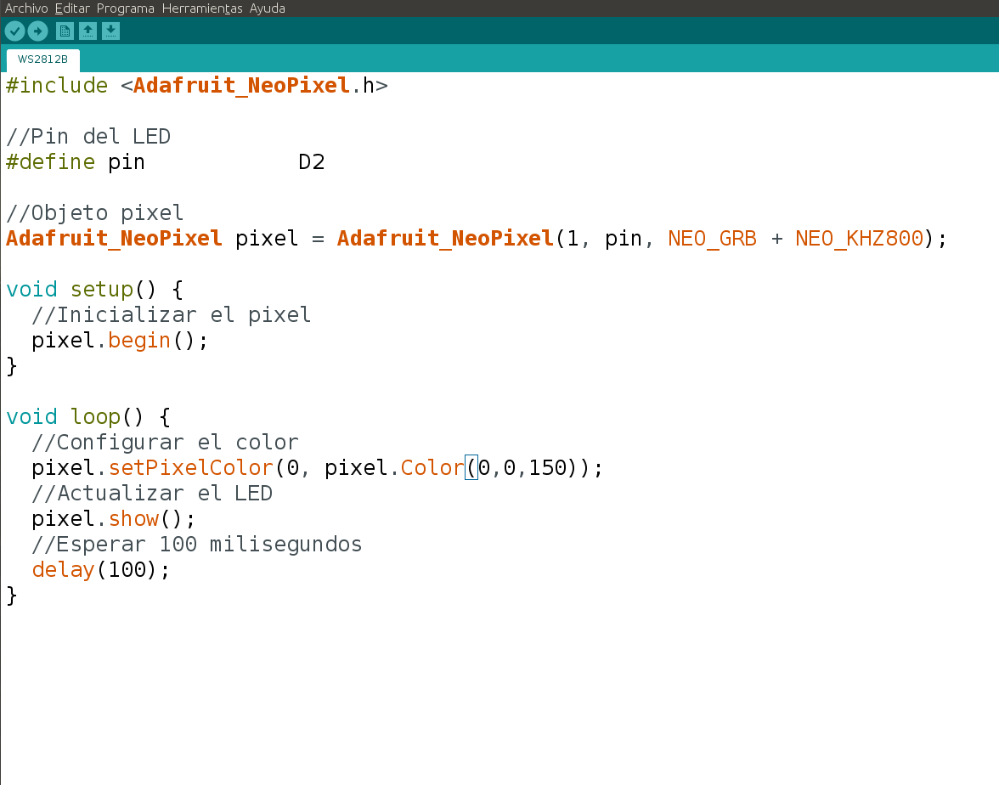 Archivo Editar Programa Herramientas Ayuda
WS2812B
#include <Adafruit_NeoPixel.h>
//Pin del LED
#define pin            D2
//Objeto pixel
Adafruit_NeoPixel pixel = Adafruit_NeoPixel(1, pin, NEO_GRB + NEO_KHZ800);
void setup() {
  //Inicializar el pixel
  pixel.begin();
}
void loop() {
  //Configurar el color
  pixel.setPixelColor(0, pixel.Color(0,0,150));
  //Actualizar el LED
  pixel.show();
  //Esperar 100 milisegundos
  delay(100);
}